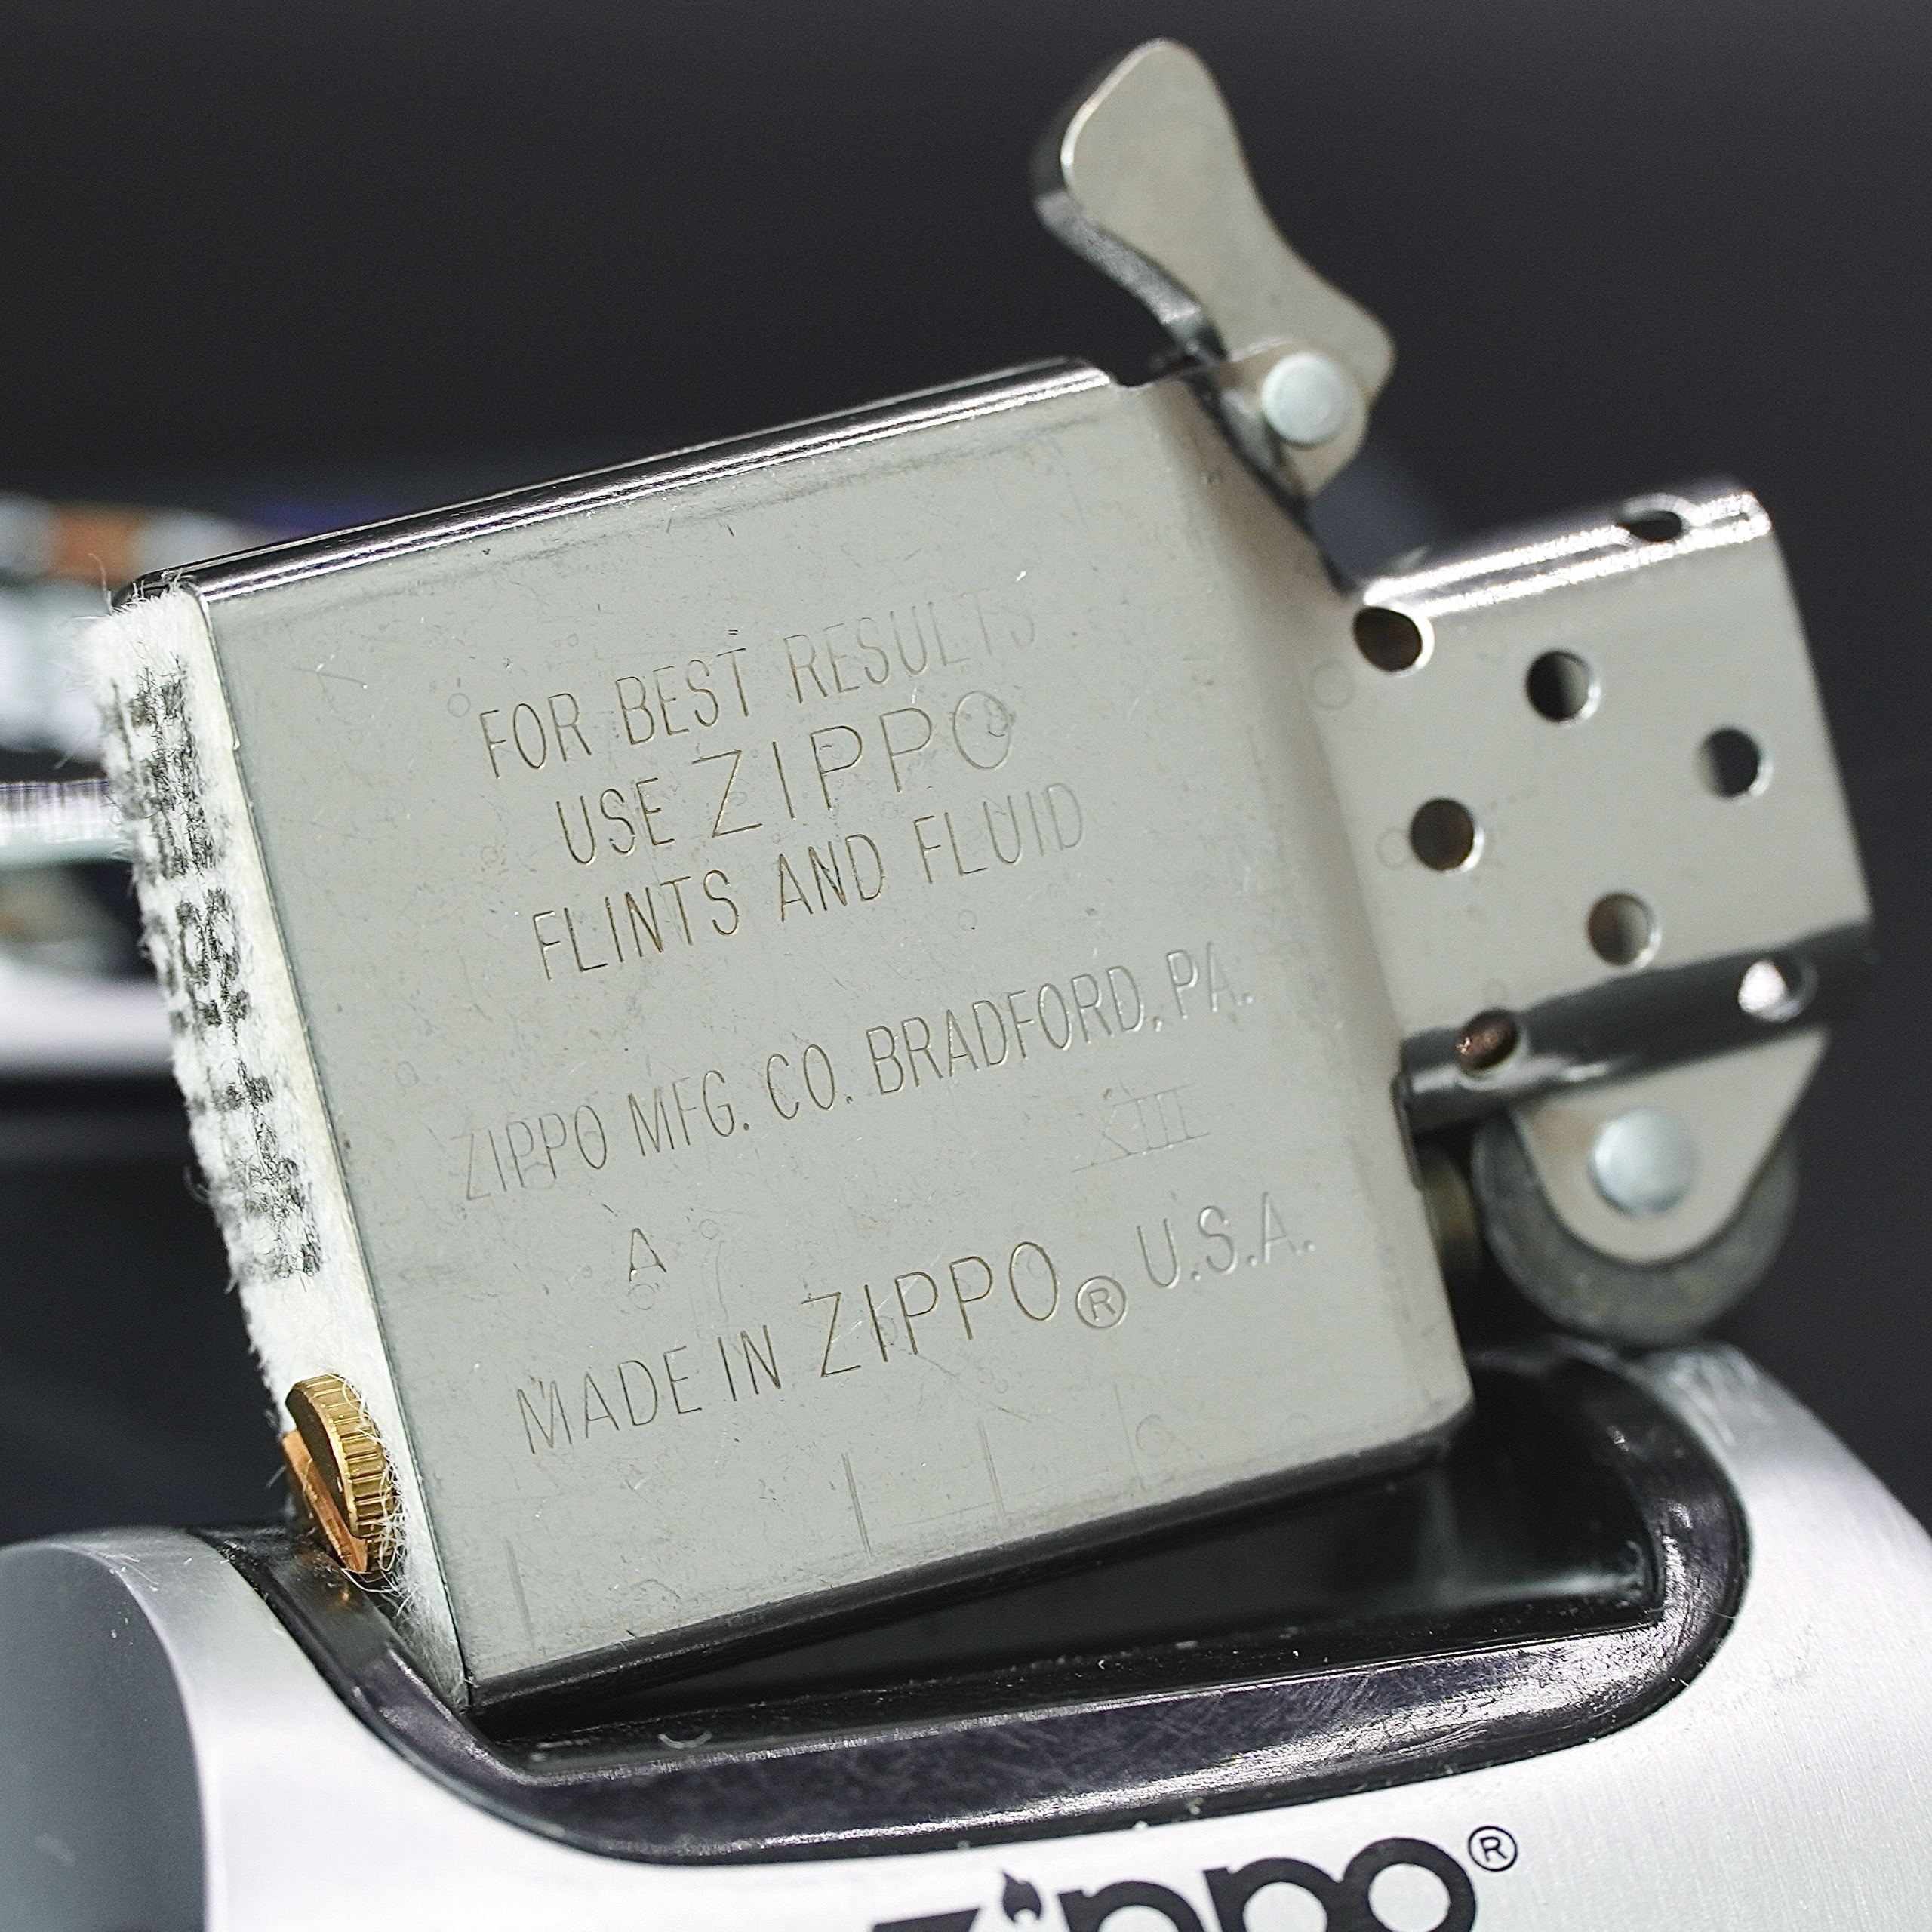 FOR BEST RESULTS
USE ZIPPO
FLINTS AND FLUID
ZIPPO MFG. CO. BRADFORD, PA.
A XIII
MADE IN ZIPPO® U.S.A.
Zippo®